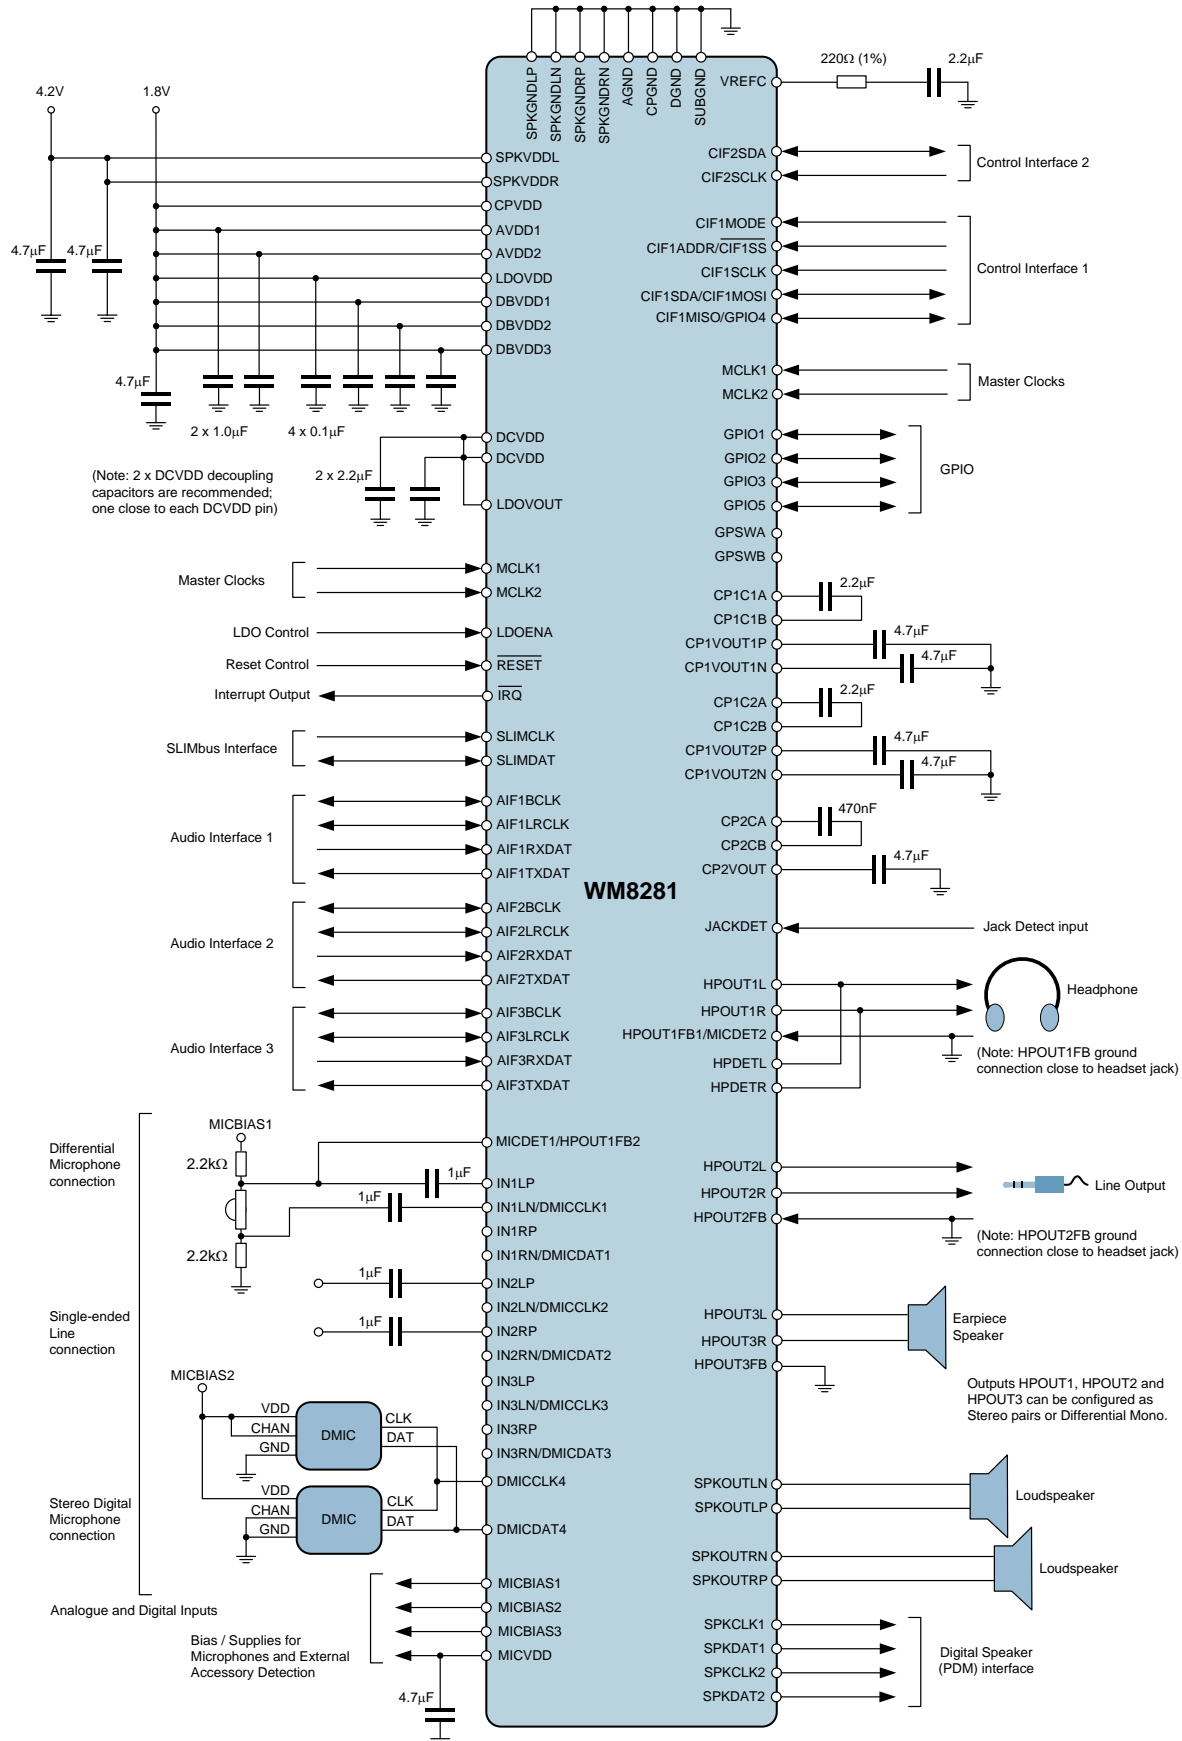 SPKGNDLP
SPKGNDLN
SPKGNDRP
SPKGNDRN
AGND
CPGND
DGND
SUBGND
4.2V
1.8V
SPKVDDL
SPKVDDR
CPVDD
AVDD1
AVDD2
LDOVDD
DBVDD1
DBVDD2
DBVDD3
4.7µF
4.7µF
4.7µF
2 x 1.0µF
4 x 0.1µF
(Note: 2 x DCVDD decoupling
capacitors are recommended;
one close to each DCVDD pin)
2 x 2.2µF
DCVDD
DCVDD
LDOVOUT
Master Clocks
MCLK1
MCLK2
LDO Control
LDOENA
Reset Control
RESET
Interrupt Output
IRQ
SLIMbus Interface
SLIMCLK
SLIMDAT
Audio Interface 1
AIF1BCLK
AIF1LRCLK
AIF1RXDAT
AIF1TXDAT
Audio Interface 2
AIF2BCLK
AIF2LRCLK
AIF2RXDAT
AIF2TXDAT
Audio Interface 3
AIF3BCLK
AIF3LRCLK
AIF3RXDAT
AIF3TXDAT
WM8281
Differential
Microphone
connection
MICBIAS1
2.2kΩ
2.2kΩ
1µF
1µF
MICDET1/HPOUT1FB2
IN1LP
IN1LN/DMICCLK1
IN1RP
IN1RN/DMICDAT1
Single-ended
Line
connection
1µF
1µF
IN2LP
IN2LN/DMICCLK2
IN2RP
IN2RN/DMICDAT2
IN3LP
IN3LN/DMICCLK3
IN3RP
IN3RN/DMICDAT3
MICBIAS2
VDD
CHAN
GND
DMIC
CLK
DAT
Stereo Digital
Microphone
connection
VDD
CHAN
GND
DMIC
CLK
DAT
DMICCLK4
DMICDAT4
Analogue and Digital Inputs
MICBIAS1
MICBIAS2
MICBIAS3
MICVDD
Bias / Supplies for
Microphones and External
Accessory Detection
4.7µF
VREFC
220Ω (1%)
2.2µF
CIF2SDA
CIF2SCLK
Control Interface 2
CIF1MODE
CIF1ADDR/CIF1SS
CIF1SCLK
CIF1SDA/CIF1MOSI
CIF1MISO/GPIO4
Control Interface 1
MCLK1
MCLK2
Master Clocks
GPIO1
GPIO2
GPIO3
GPIO5
GPIO
GPSWA
GPSWB
CP1C1A
CP1C1B
2.2µF
CP1VOUT1P
4.7µF
CP1VOUT1N
4.7µF
CP1C2A
CP1C2B
2.2µF
CP1VOUT2P
4.7µF
CP1VOUT2N
4.7µF
CP2CA
CP2CB
470nF
CP2VOUT
4.7µF
JACKDET
Jack Detect input
HPOUT1L
HPOUT1R
HPOUT1FB1/MICDET2
HPDETL
HPDETR
Headphone
(Note: HPOUT1FB ground
connection close to headset jack)
HPOUT2L
HPOUT2R
HPOUT2FB
Line Output
(Note: HPOUT2FB ground
connection close to headset jack)
HPOUT3L
HPOUT3R
HPOUT3FB
Earpiece
Speaker
Outputs HPOUT1, HPOUT2 and
HPOUT3 can be configured as
Stereo pairs or Differential Mono.
SPKOUTLN
SPKOUTLP
Loudspeaker
SPKOUTRN
SPKOUTRP
Loudspeaker
SPKCLK1
SPKDAT1
SPKCLK2
SPKDAT2
Digital Speaker
(PDM) interface